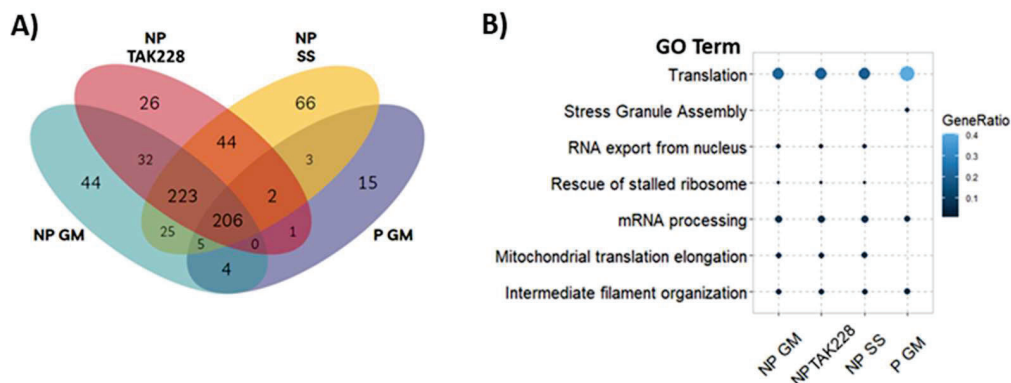 A)
NP
TAK228
NP
SS
26
66
44
32
3
44
223
2
15
206
25
5
0
1
NP GM
P GM
4
B)
GO Term
Translation
Stress Granule Assembly
RNA export from nucleus
Rescue of stalled ribosome
mRNA processing
Mitochondrial translation elongation
Intermediate filament organization
NP GM
NPTAK228
NP SS
P GM
GeneRatio
0.4
0.3
0.2
0.1